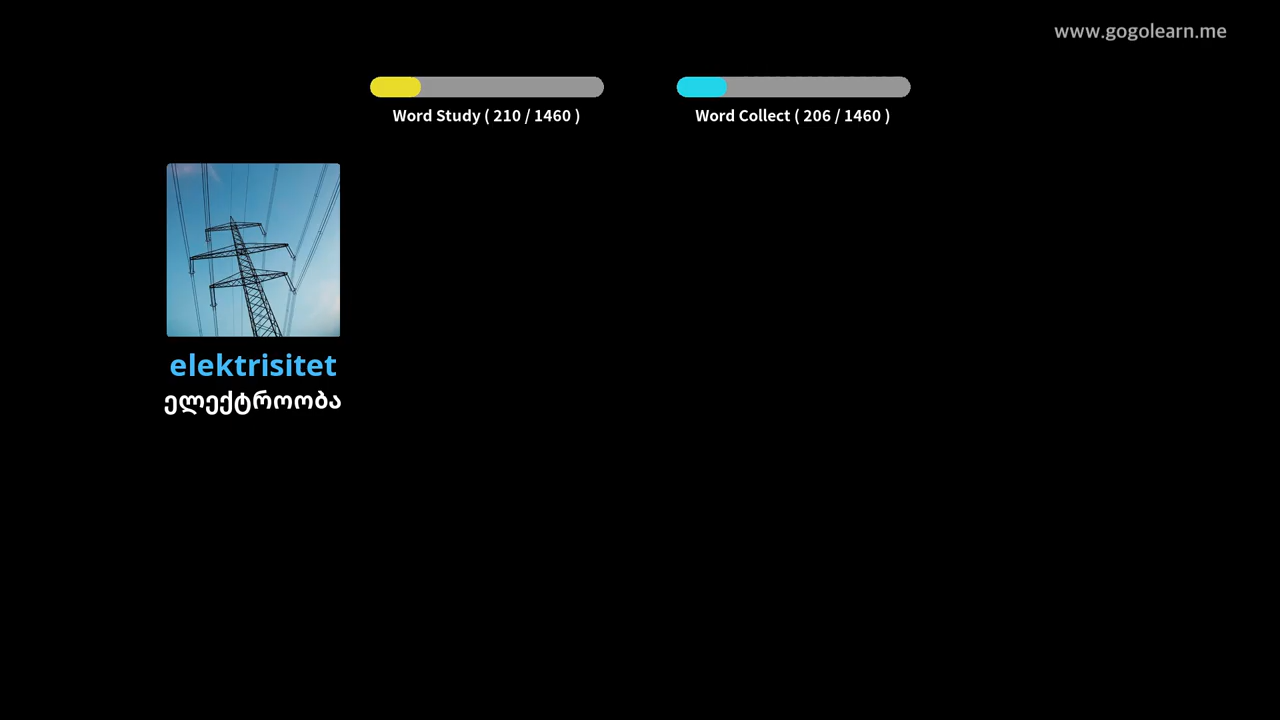 www.gogolearn.me
Word Study ( 210 / 1460 )
Word Collect ( 206 / 1460 )
elektrisitet
ელექტროობა